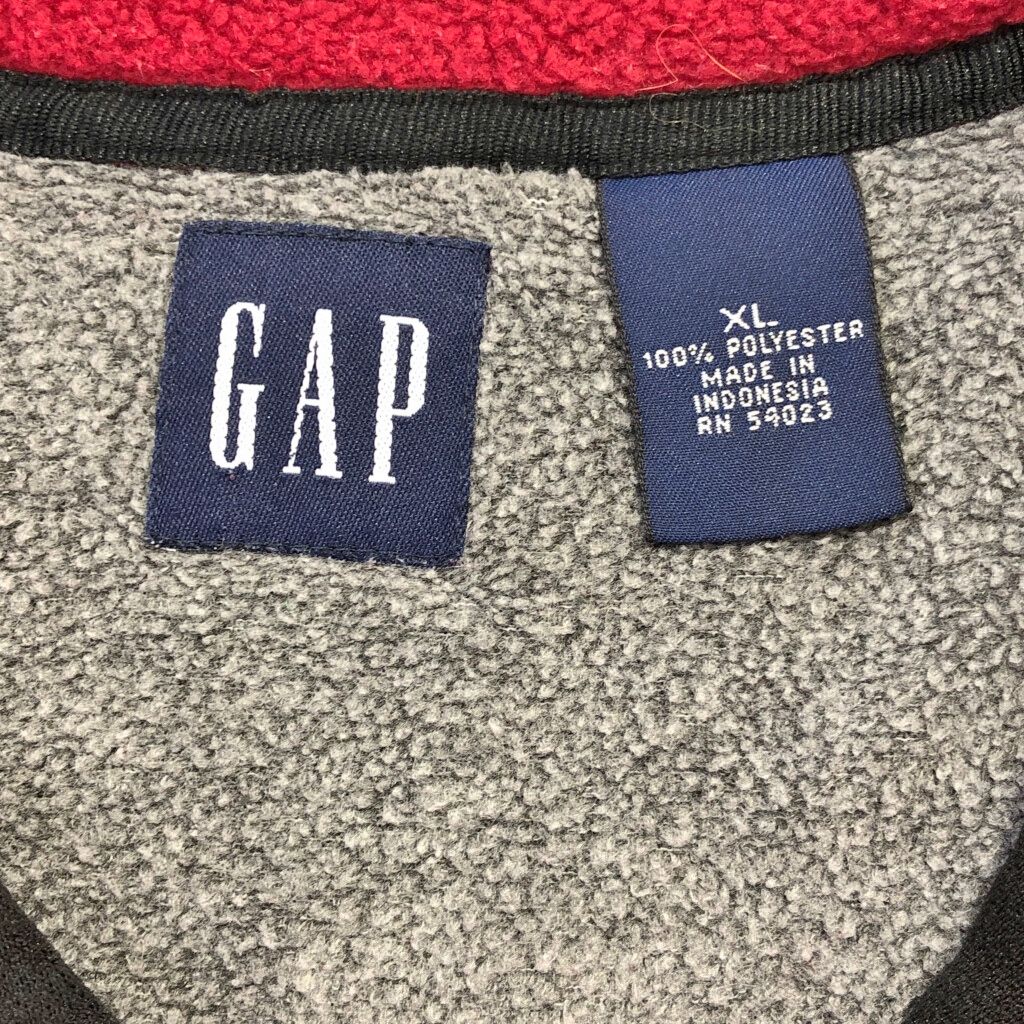 GAP
XL
100% POLYESTER
MADE IN
INDONESIA
RN 54023